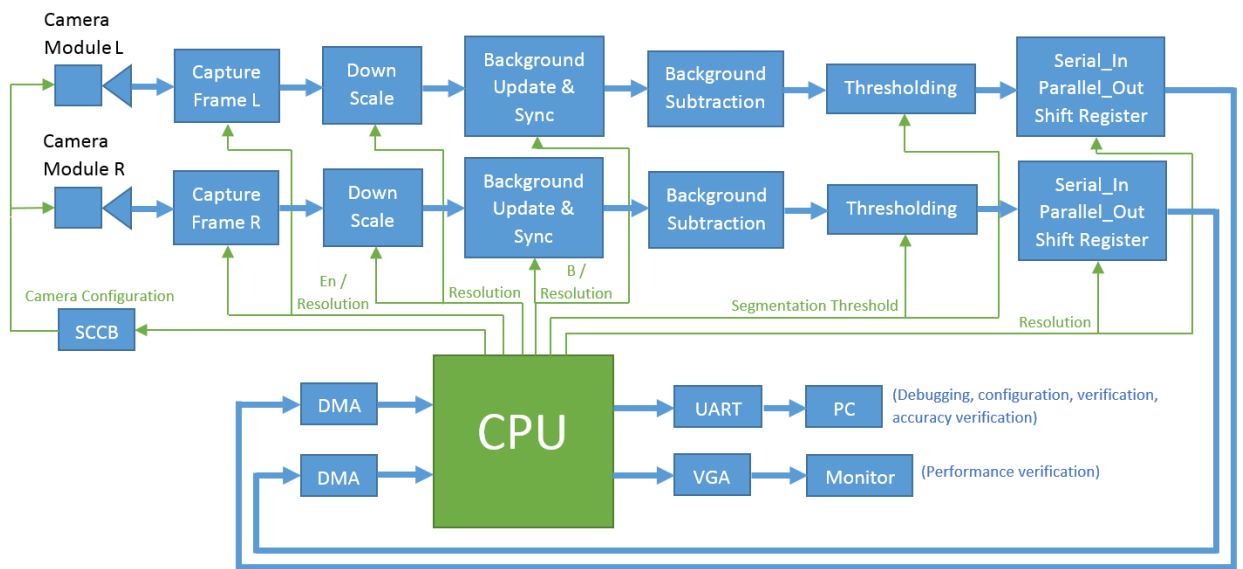 Camera
Module L
Capture
Frame L
Down
Scale
Background
Update &
Sync
Background
Subtraction
Thresholding
Serial_In
Parallel_Out
Shift Register
Camera
Module R
Capture
Frame R
Down
Scale
Background
Update &
Sync
Background
Subtraction
Thresholding
Serial_In
Parallel_Out
Shift Register
Camera Configuration
SCCB
En /
Resolution
Resolution
B /
Resolution
Segmentation Threshold
Resolution
DMA
DMA
CPU
UART
PC
(Debugging, configuration, verification,
accuracy verification)
VGA
Monitor
(Performance verification)